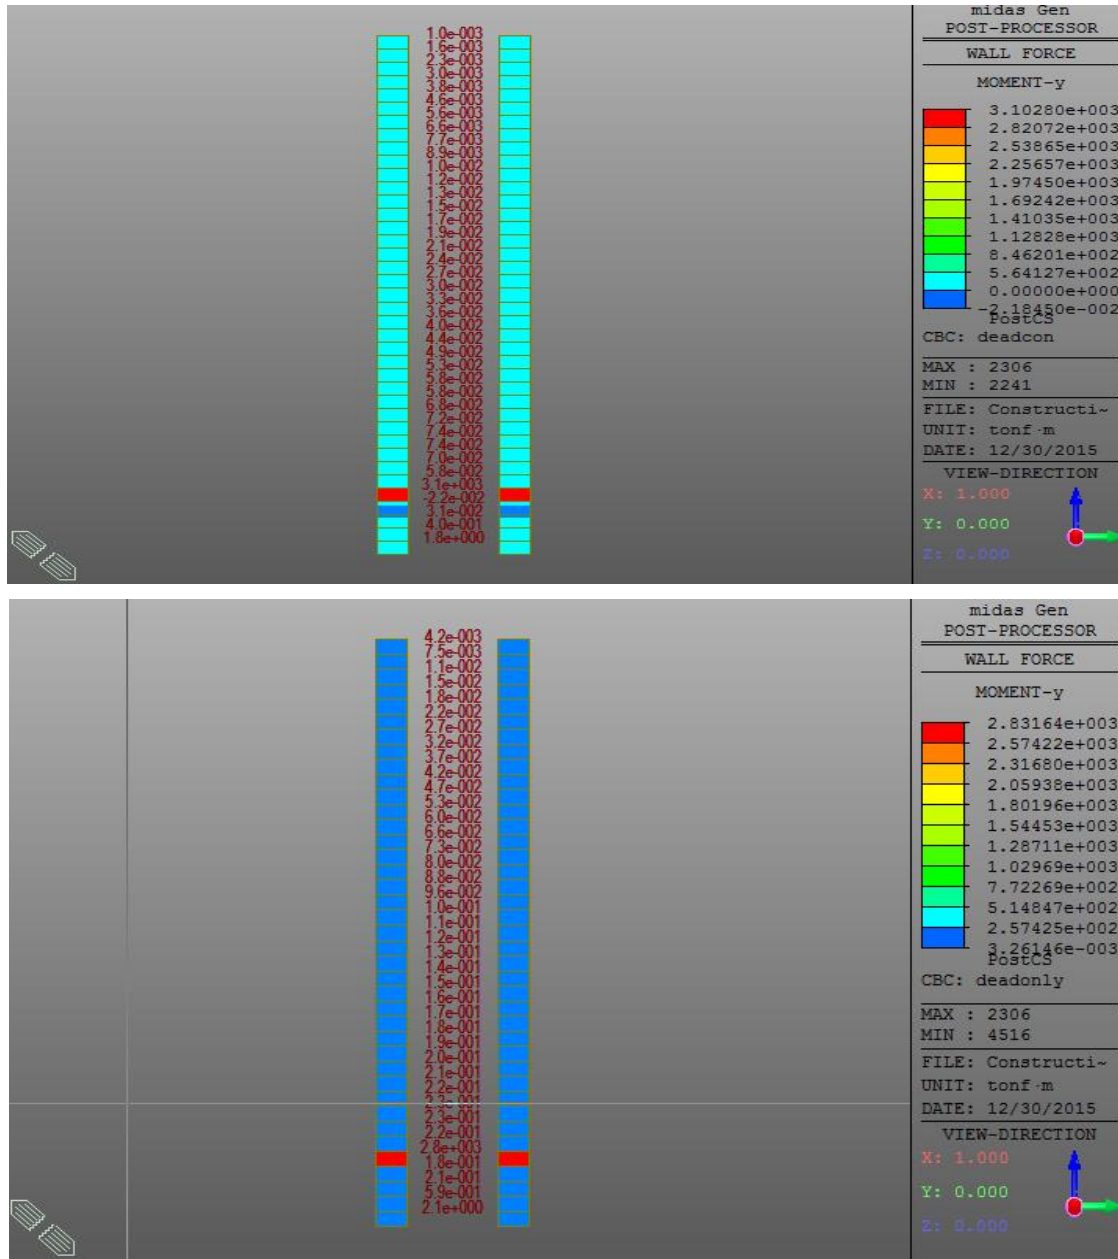 1.0e-003
1.6e-003
2.3e-003
3.0e-003
3.8e-003
4.6e-003
5.6e-003
6.6e-003
7.7e-003
8.9e-003
1.0e-002
1.2e-002
1.3e-002
1.5e-002
1.7e-002
1.9e-002
2.1e-002
2.4e-002
2.7e-002
3.0e-002
3.3e-002
3.6e-002
4.0e-002
4.4e-002
4.9e-002
5.3e-002
5.8e-002
5.8e-002
6.8e-002
7.2e-002
7.4e-002
7.4e-002
7.0e-002
5.8e-002
3.1e+003
-2.2e-002
3.1e-002
4.0e-001
1.8e+000
midas Gen
POST-PROCESSOR
WALL FORCE
MOMENT-y
3.10280e+003
2.82072e+003
2.53865e+003
2.25657e+003
1.97450e+003
1.69242e+003
1.41035e+003
1.12828e+003
8.46201e+002
5.64127e+002
0.00000e+000
-2.18450e-002
PostCS
CBC: deadcon
MAX : 2306
MIN : 2241
FILE: Constructi~
UNIT: tonf·m
DATE: 12/30/2015
VIEW-DIRECTION
X: 1.000
Y: 0.000
Z: 0.000
4.2e-003
7.5e-003
1.1e-002
1.5e-002
1.8e-002
2.2e-002
2.7e-002
3.2e-002
3.7e-002
4.2e-002
4.7e-002
5.3e-002
6.0e-002
6.6e-002
7.3e-002
8.0e-002
8.8e-002
9.6e-002
1.0e-001
1.1e-001
1.2e-001
1.3e-001
1.4e-001
1.5e-001
1.6e-001
1.7e-001
1.8e-001
1.9e-001
2.0e-001
2.1e-001
2.2e-001
2.3e-001
2.3e-001
2.2e-001
2.8e+003
1.8e-001
2.1e-001
5.9e-001
2.1e+000
midas Gen
POST-PROCESSOR
WALL FORCE
MOMENT-y
2.83164e+003
2.57422e+003
2.31680e+003
2.05938e+003
1.80196e+003
1.54453e+003
1.28711e+003
1.02969e+003
7.72269e+002
5.14847e+002
2.57425e+002
3.26146e-003
PostCS
CBC: deadonly
MAX : 2306
MIN : 4516
FILE: Constructi~
UNIT: tonf·m
DATE: 12/30/2015
VIEW-DIRECTION
X: 1.000
Y: 0.000
Z: 0.000